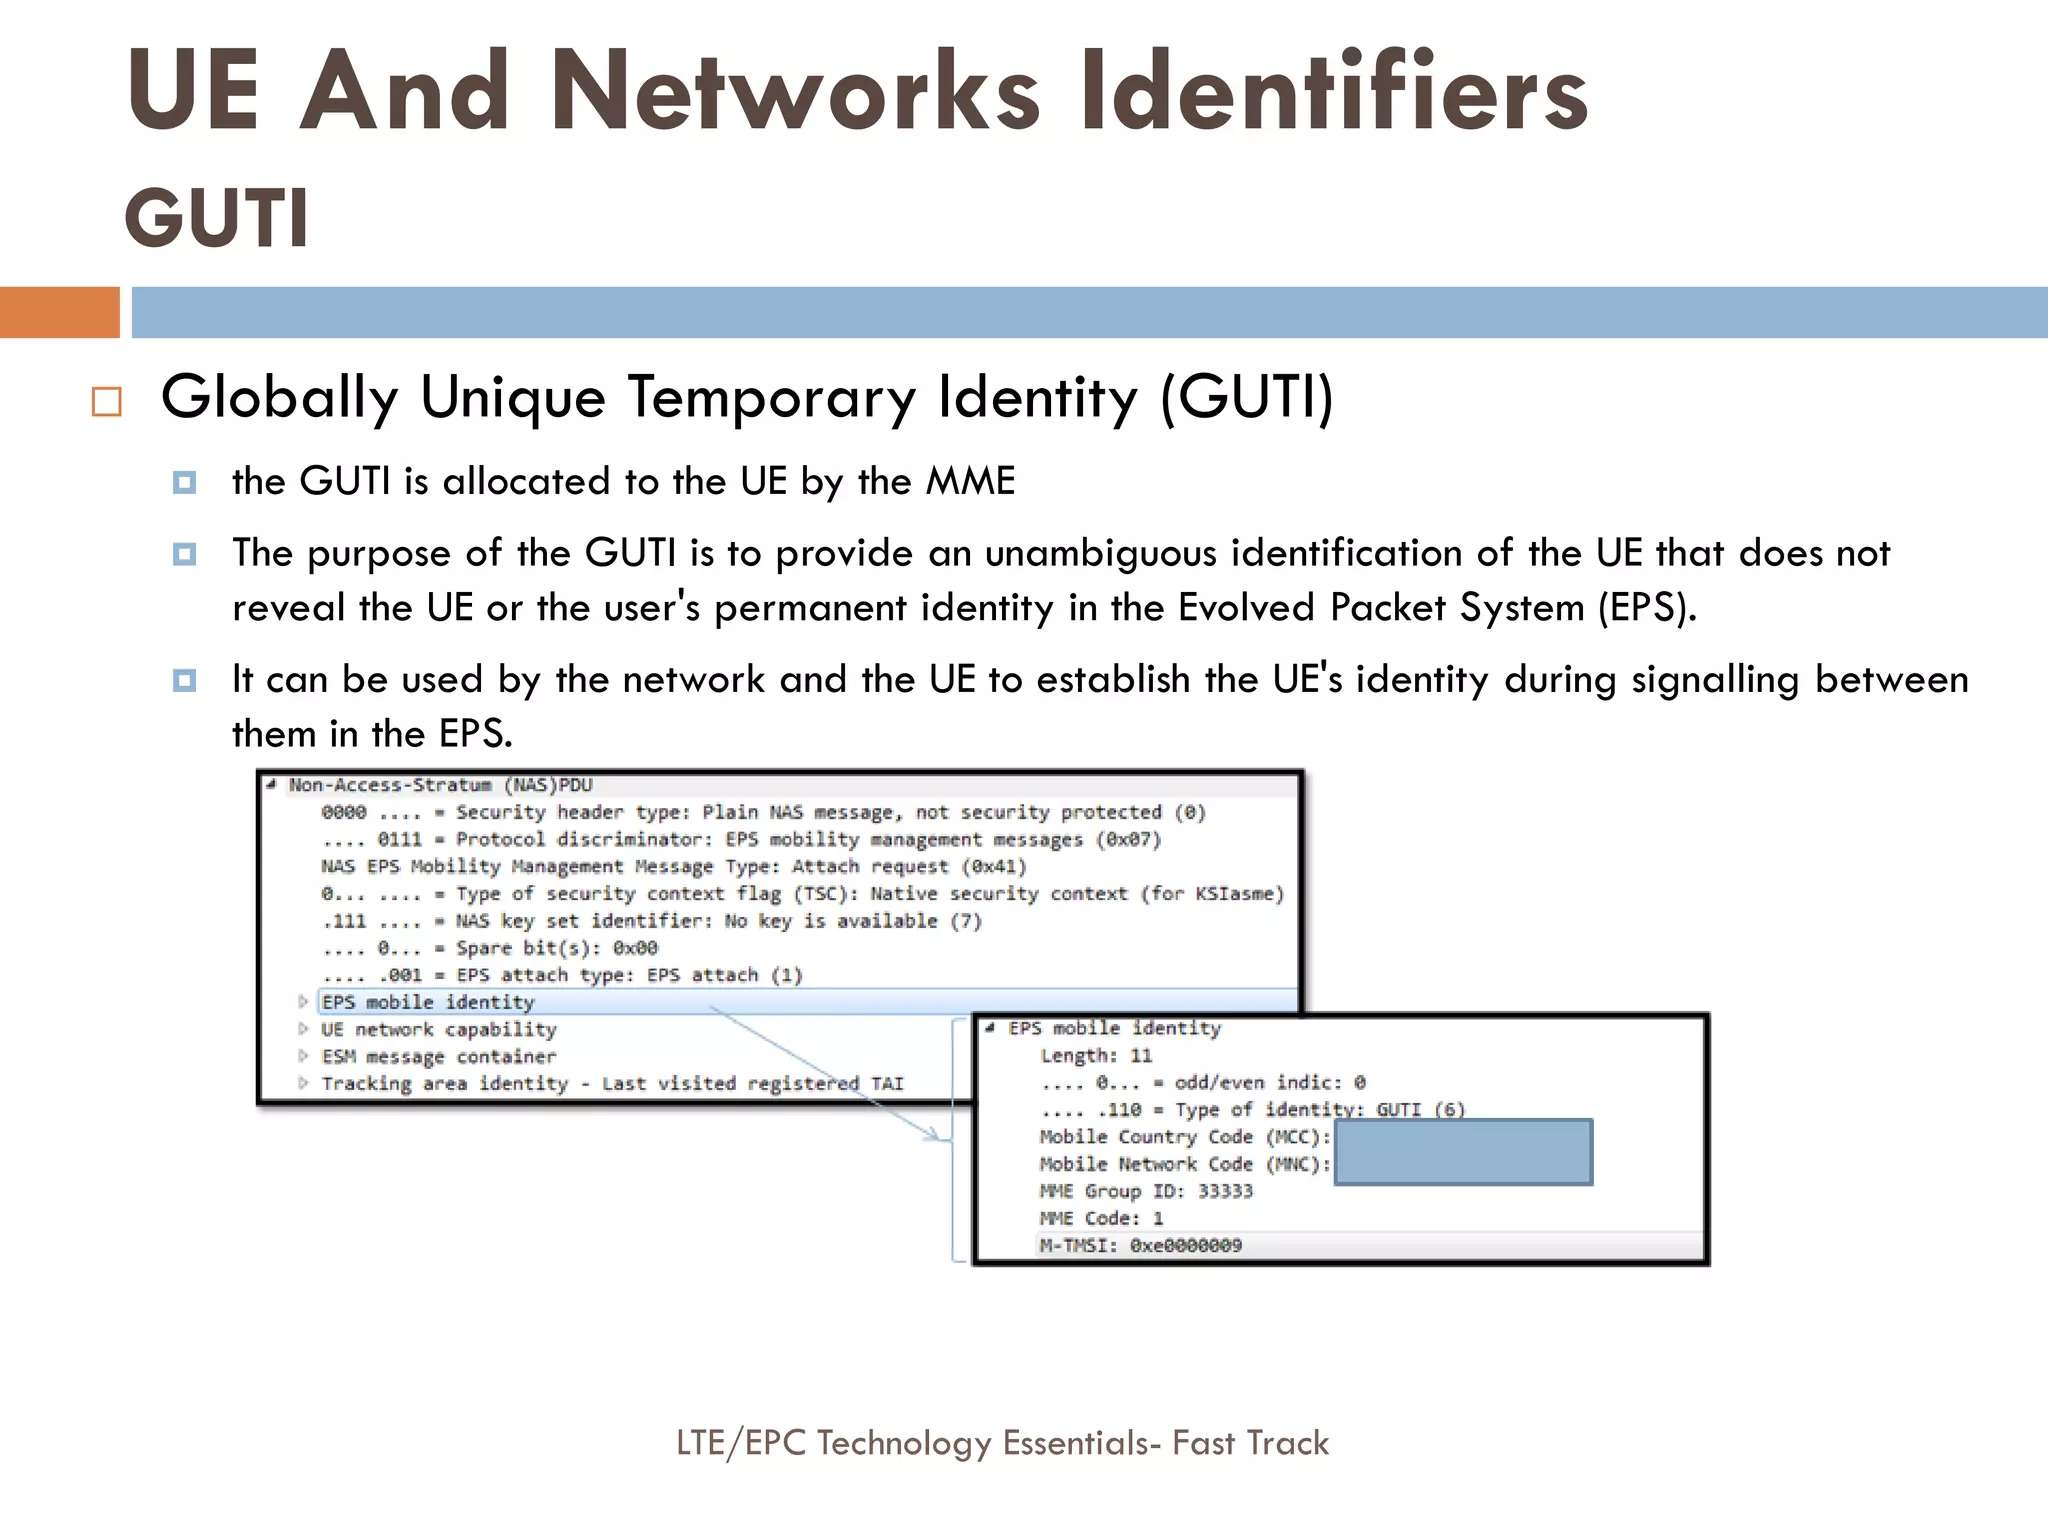 UE And Networks Identifiers
GUTI
Globally Unique Temporary Identity (GUTI)
the GUTI is allocated to the UE by the MME
The purpose of the GUTI is to provide an unambiguous identification of the UE that does not
reveal the UE or the user's permanent identity in the Evolved Packet System (EPS).
It can be used by the network and the UE to establish the UE's identity during signalling between
them in the EPS.
Non-Access-Stratum (NAS)PDU
0000 .... = Security header type: Plain NAS message, not security protected (0)
.... 0111 = Protocol discriminator: EPS mobility management messages (0x07)
NAS EPS Mobility Management Message Type: Attach request (0x41)
0... .... = Type of security context flag (TSC): Native security context (for KSIasme)
.111 .... = NAS key set identifier: No key is available (7)
.... 0... = Spare bit(s): 0x00
.... .001 = EPS attach type: EPS attach (1)
EPS mobile identity
UE network capability
ESM message container
Tracking area identity - Last visited registered TAI
EPS mobile identity
Length: 11
.... 0... = odd/even indic: 0
.... .110 = Type of identity: GUTI (6)
Mobile Country Code (MCC):
Mobile Network Code (MNC):
MME Group ID: 33333
MME Code: 1
M-TMSI: 0xe0000009
LTE/EPC Technology Essentials- Fast Track